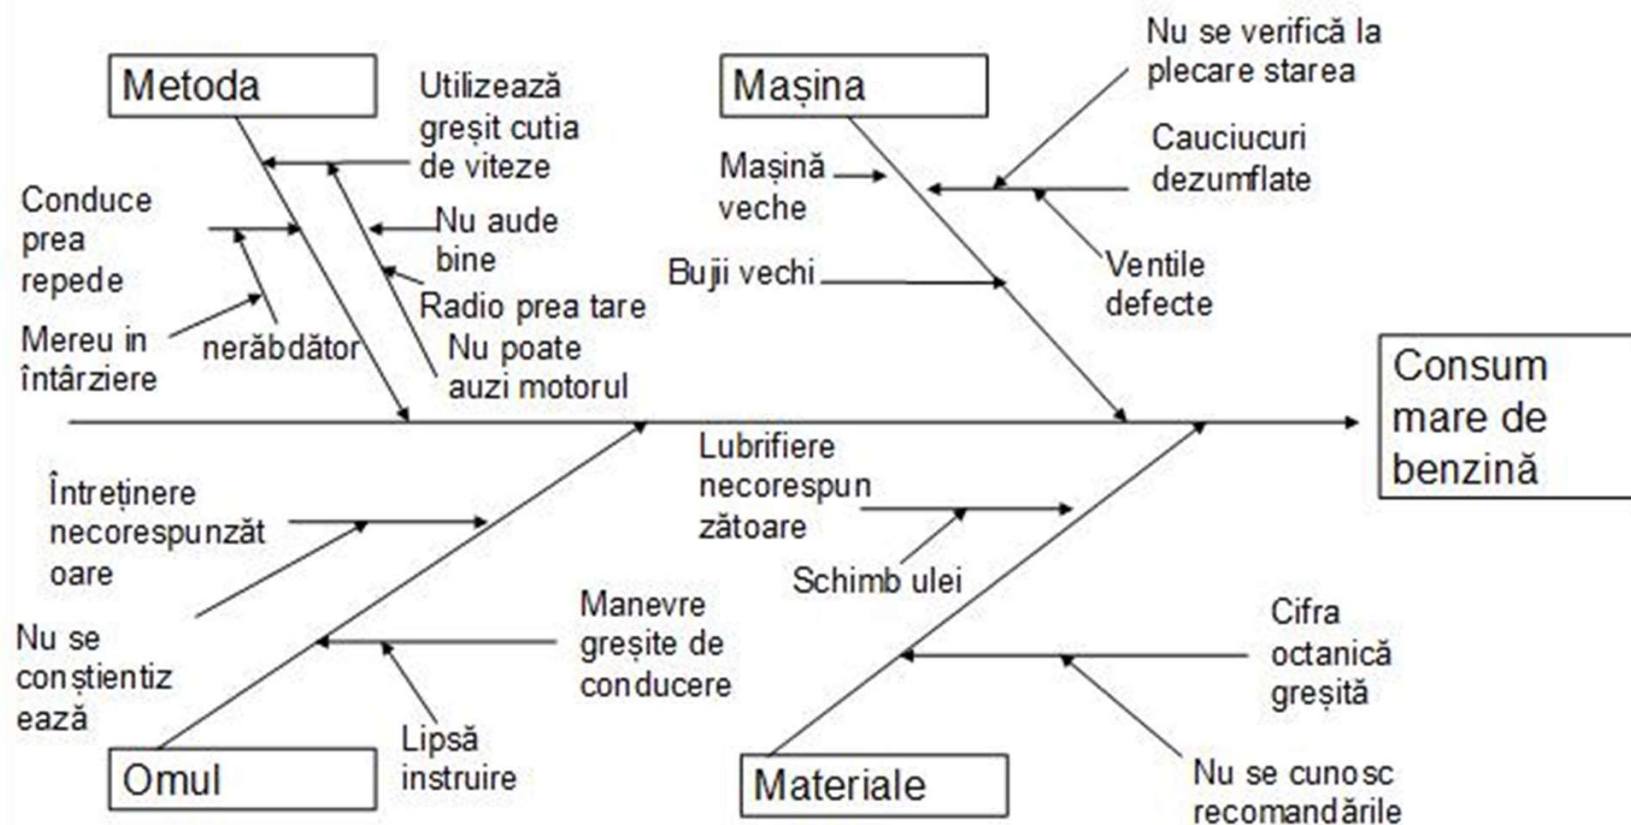 Metoda
Utilizează
greșit cutia
de viteze
Conduce
prea
repede
Nu aude
bine
Radio prea tare
Mereu in
întârziere
nerăbdător
Nu poate
auzi motorul
Mașina
Nu se verifică la
plecare starea
Mașină
veche
Cauciucuri
dezumflate
Bujii vechi
Ventile
defecte
Consum
mare de
benzină
Întreținere
necorespunzăt
oare
Nu se
conștientiz
ează
Manevre
greșite de
conducere
Lipsă
instruire
Omul
Lubrifiere
necorespun
zătoare
Schimb ulei
Cifra
octanică
greșită
Nu se cunosc
recomandările
Materiale